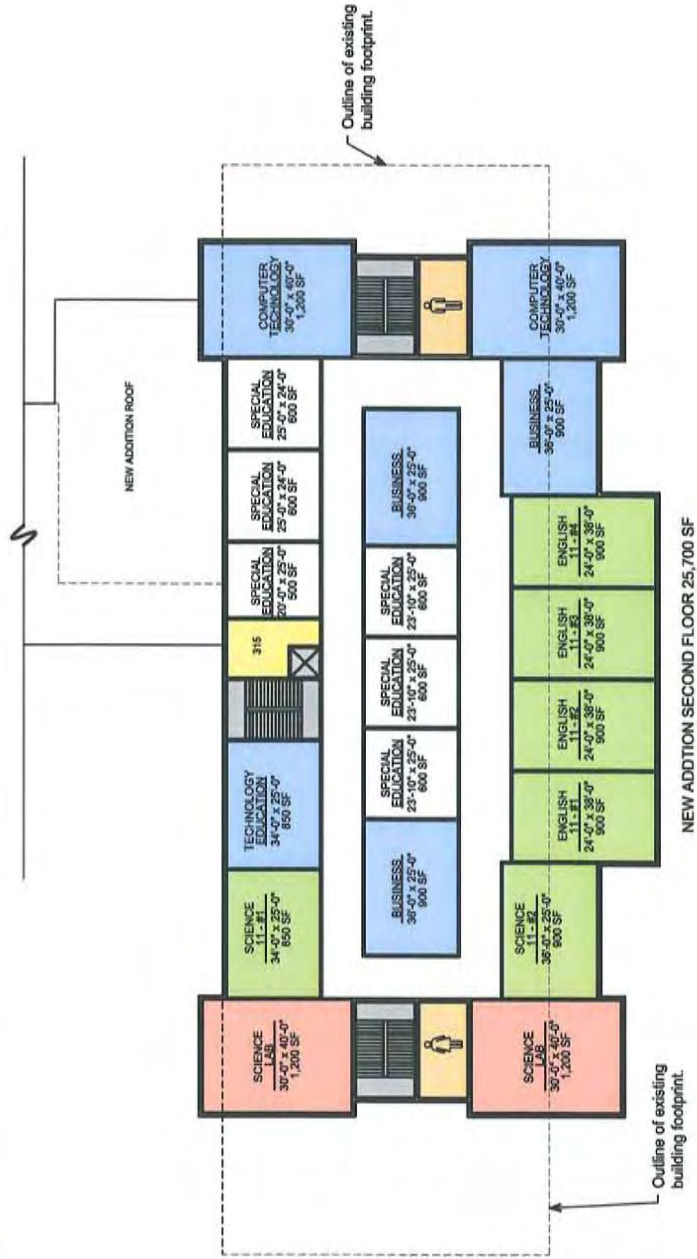 NEW ADDITION ROOF
Outline of existing
building footprint.
SCIENCE
LAB
30'-0" x 40'-0"
1,200 SF
SCIENCE
11 - #1
34'-0" x 25'-0"
850 SF
TECHNOLOGY
EDUCATION
34'-0" x 25'-0"
850 SF
315
SPECIAL
EDUCATION
20'-0" x 25'-0"
500 SF
SPECIAL
EDUCATION
25'-0" x 24'-0"
600 SF
SPECIAL
EDUCATION
25'-0" x 24'-0"
600 SF
COMPUTER
TECHNOLOGY
30'-0" x 40'-0"
1,200 SF
BUSINESS
36'-0" x 25'-0"
900 SF
SPECIAL
EDUCATION
23'-10" x 25'-0"
600 SF
SPECIAL
EDUCATION
23'-10" x 25'-0"
600 SF
SPECIAL
EDUCATION
23'-10" x 25'-0"
600 SF
BUSINESS
36'-0" x 25'-0"
900 SF
SCIENCE
LAB
30'-0" x 40'-0"
1,200 SF
SCIENCE
11 - #2
36'-0" x 25'-0"
900 SF
ENGLISH
11 - #1
24'-0" x 38'-0"
900 SF
ENGLISH
11 - #2
24'-0" x 38'-0"
900 SF
ENGLISH
11 - #3
24'-0" x 38'-0"
900 SF
ENGLISH
11 - #4
24'-0" x 38'-0"
900 SF
BUSINESS
36'-0" x 25'-0"
900 SF
COMPUTER
TECHNOLOGY
30'-0" x 40'-0"
1,200 SF
Outline of existing
building footprint.
NEW ADDTION SECOND FLOOR 25,700 SF